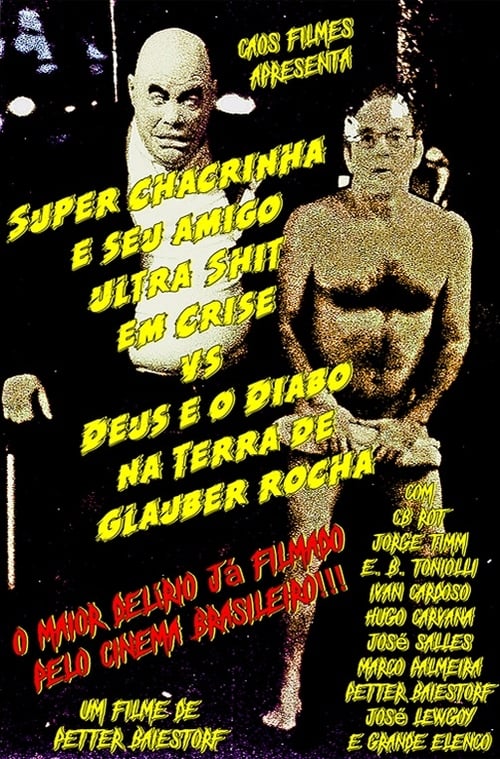 CAOS FILMES
APRESENTA
SUPER CHACRINHA
E SEU AMIGO
ULTRA SHIT
EM CRISE
VS
DEUS E O DIABO
NA TERRA DE
GLAUBER ROCHA
O MAIOR DELÍRIO JÁ FILMADO
PELO CINEMA BRASILEIRO!!!
UM FILME DE
PETTER BAIESTORF
COM
CB ROT
JORGE TIMM
E. B. TONIOLLI
IVAN CARDOSO
HUGO CARVANA
JOSÉ SALLES
MARCO PALMEIRA
PETTER BAIESTORF
JOSÉ LEWGOY
E GRANDE ELENCO